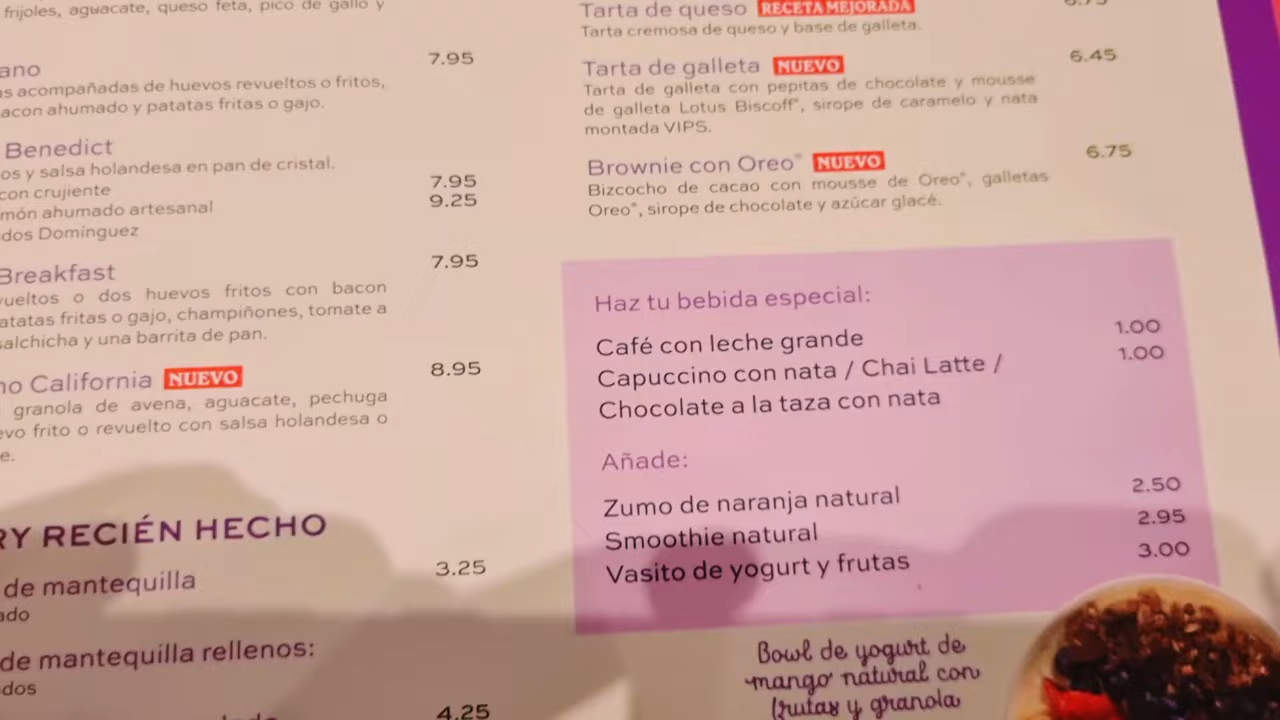 frijoles, aguacate, queso feta, pico de gallo y
7.95
as acompañadas de huevos revueltos o fritos,
acon ahumado y patatas fritas o gajo.
Benedict
os y salsa holandesa en pan de cristal.
con crujiente 7.95
món ahumado artesanal 9.25
dos Domínguez
Breakfast 7.95
vueltos o dos huevos fritos con bacon
atatas fritas o gajo, champiñones, tomate a
salchicha y una barrita de pan.
no California NUEVO 8.95
granola de avena, aguacate, pechuga
evo frito o revuelto con salsa holandesa o
e.
RY RECIÉN HECHO
de mantequilla 3.25
ado
de mantequilla rellenos:
dos
4.25
Tarta de queso RECETA MEJORADA
Tarta cremosa de queso y base de galleta.
Tarta de galleta NUEVO 6.45
Tarta de galleta con pepitas de chocolate y mousse
de galleta Lotus Biscoff®, sirope de caramelo y nata
montada VIPS.
Brownie con Oreo® NUEVO 6.75
Bizcocho de cacao con mousse de Oreo®, galletas
Oreo®, sirope de chocolate y azúcar glacé.
Haz tu bebida especial:
Café con leche grande 1.00
Capuccino con nata / Chai Latte / 1.00
Chocolate a la taza con nata
Añade:
Zumo de naranja natural 2.50
Smoothie natural 2.95
Vasito de yogurt y frutas 3.00
Bowl de yogurt de
mango natural con
frutas y granola